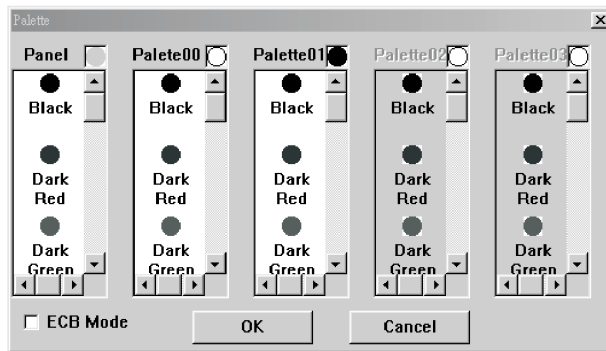 Palette
Panel
Palete00
Palette01
Palette02
Palette03
Black
Dark
Red
Dark
Green
Black
Dark
Red
Dark
Green
Black
Dark
Red
Dark
Green
Black
Dark
Red
Dark
Green
Black
Dark
Red
Dark
Green
ECB Mode
OK
Cancel